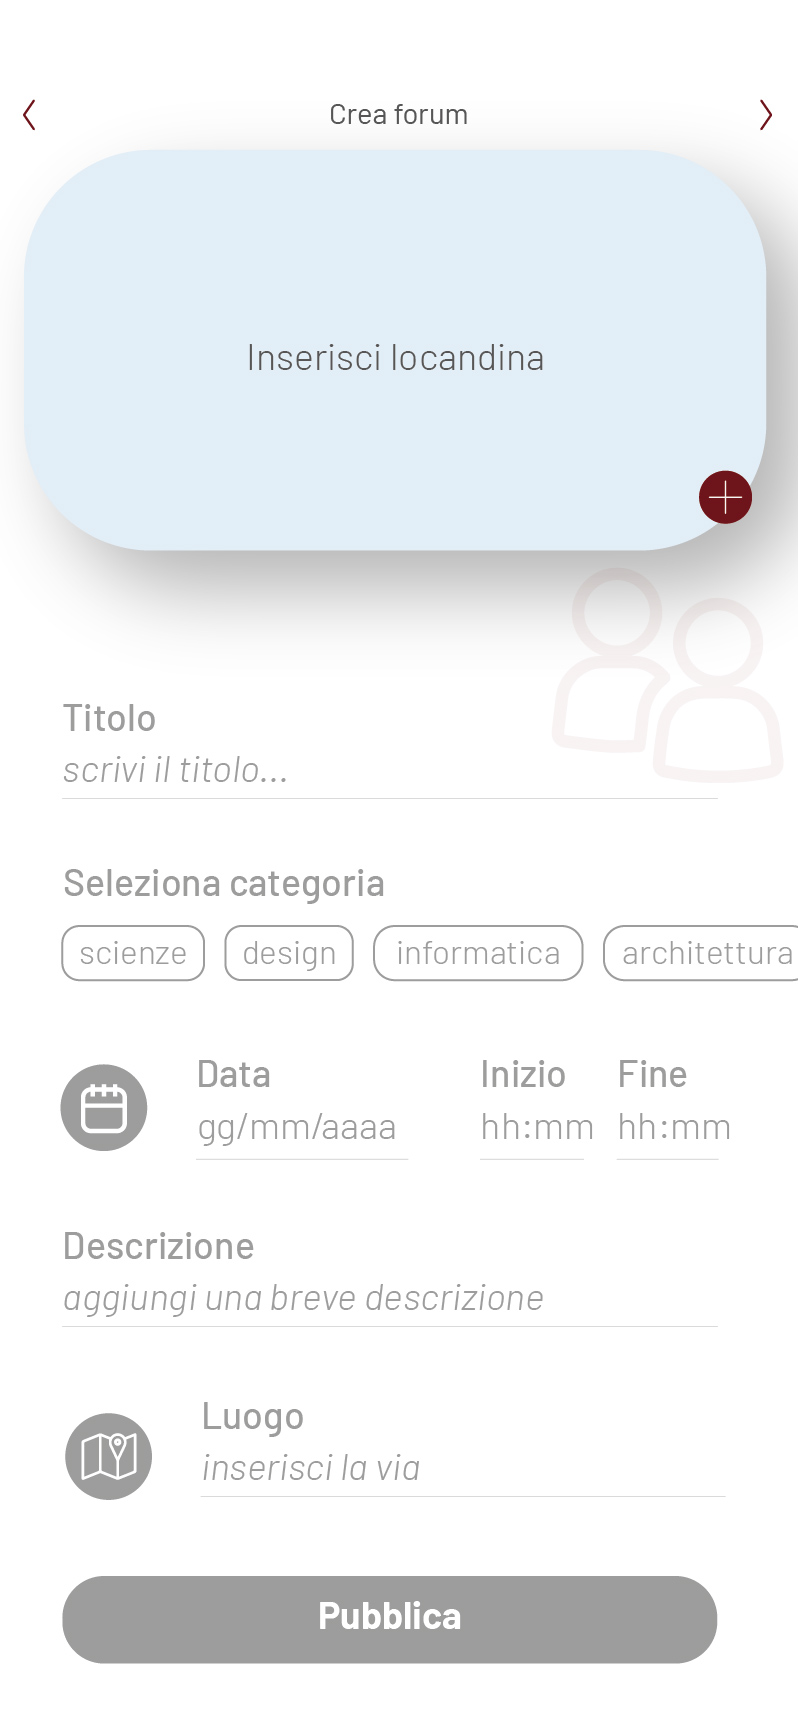 Crea forum
Inserisci locandina
Titolo
scrivi il titolo...
Seleziona categoria
scienze design informatica architettura
Data Inizio Fine
gg/mm/aaaa hh:mm hh:mm
Descrizione
aggiungi una breve descrizione
Luogo
inserisci la via
Pubblica